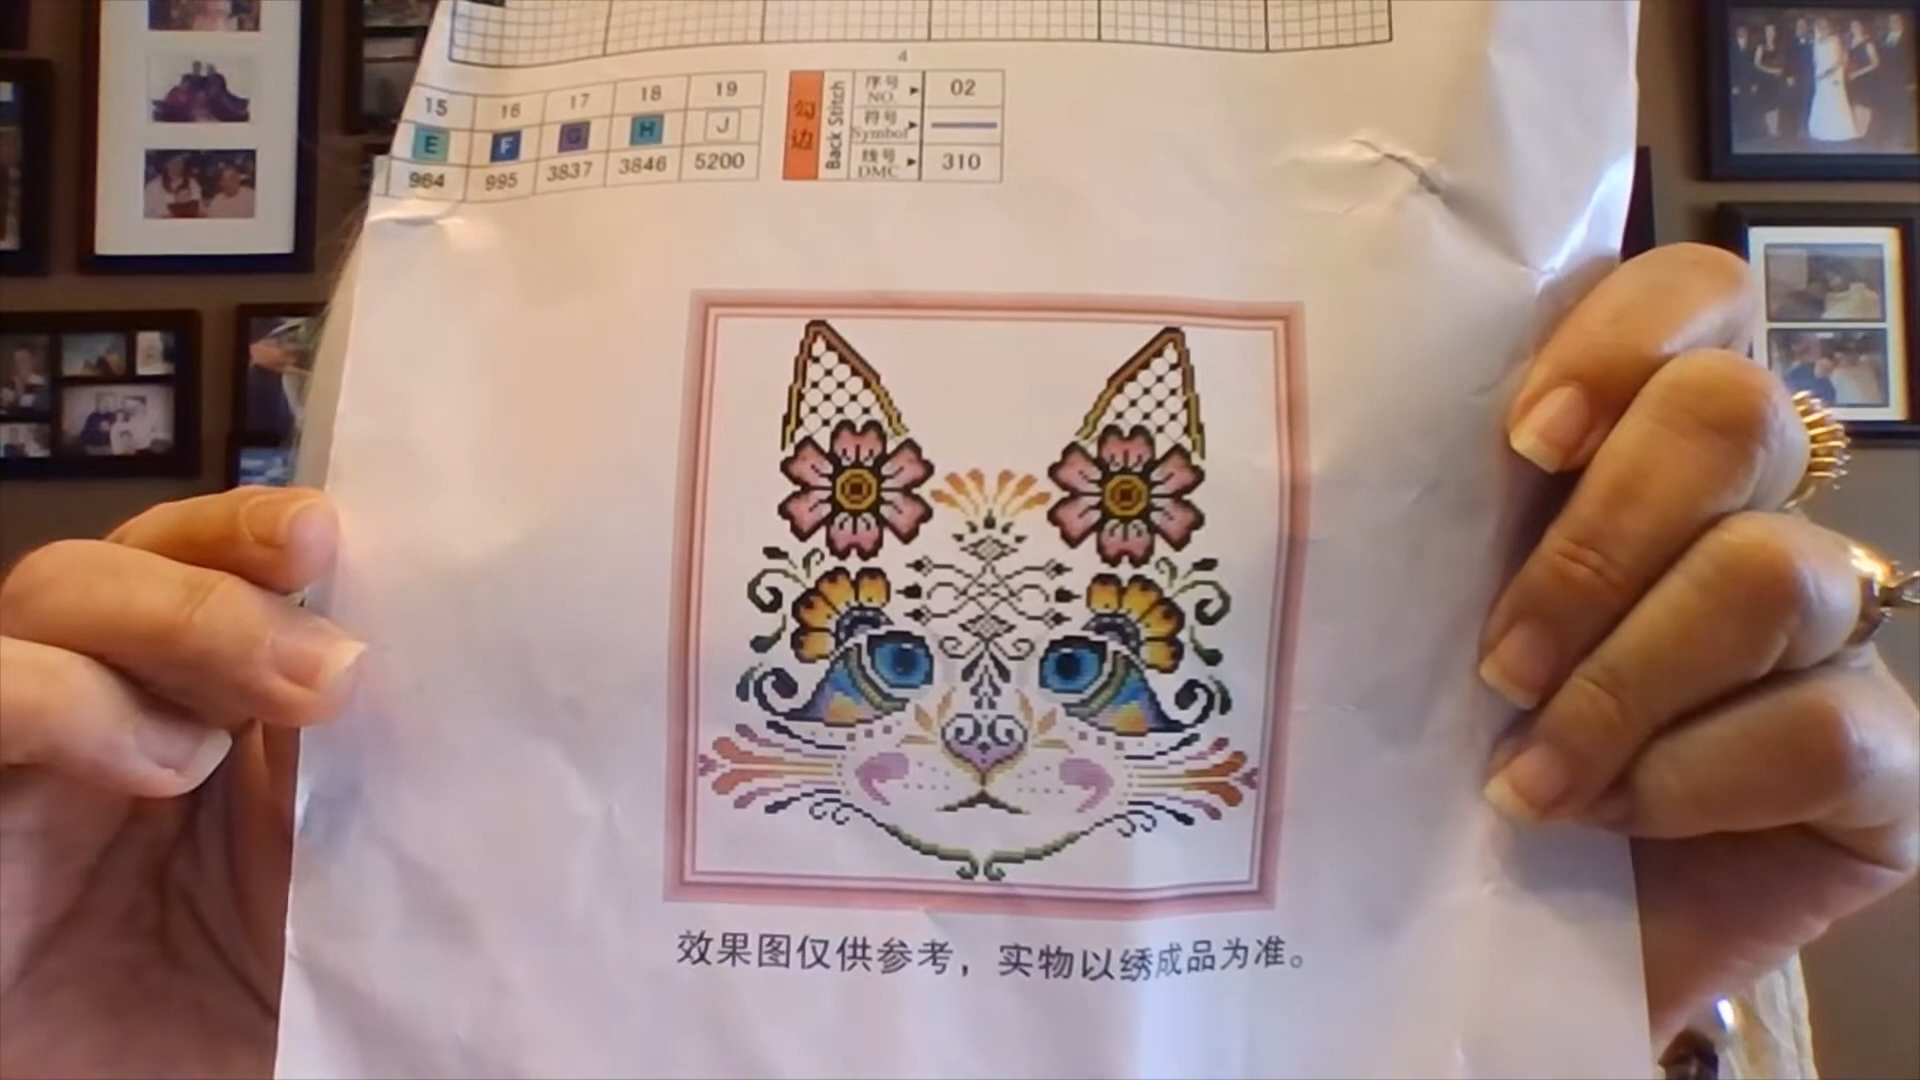 4
15 16 17 18 19
E F G H J
964 995 3837 3846 5200
勾边 Back Stitch
序号 NO. 02
符号 Symbol
线号 DMC 310
效果图仅供参考，实物以绣成品为准。